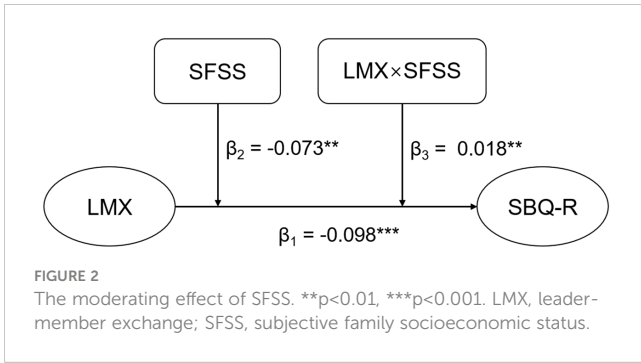 SFSS
LMX×SFSS
β₂ = -0.073**
β₃ = 0.018**
LMX
SBQ-R
β₁ = -0.098***
FIGURE 2
The moderating effect of SFSS. **p<0.01, ***p<0.001. LMX, leader-
member exchange; SFSS, subjective family socioeconomic status.